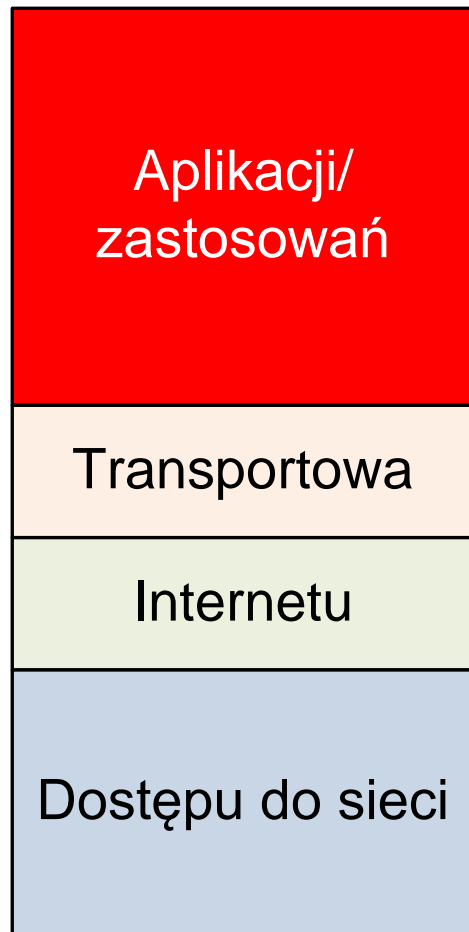 Aplikacji/
zastosowań
Transportowa
Internetu
Dostępu do sieci